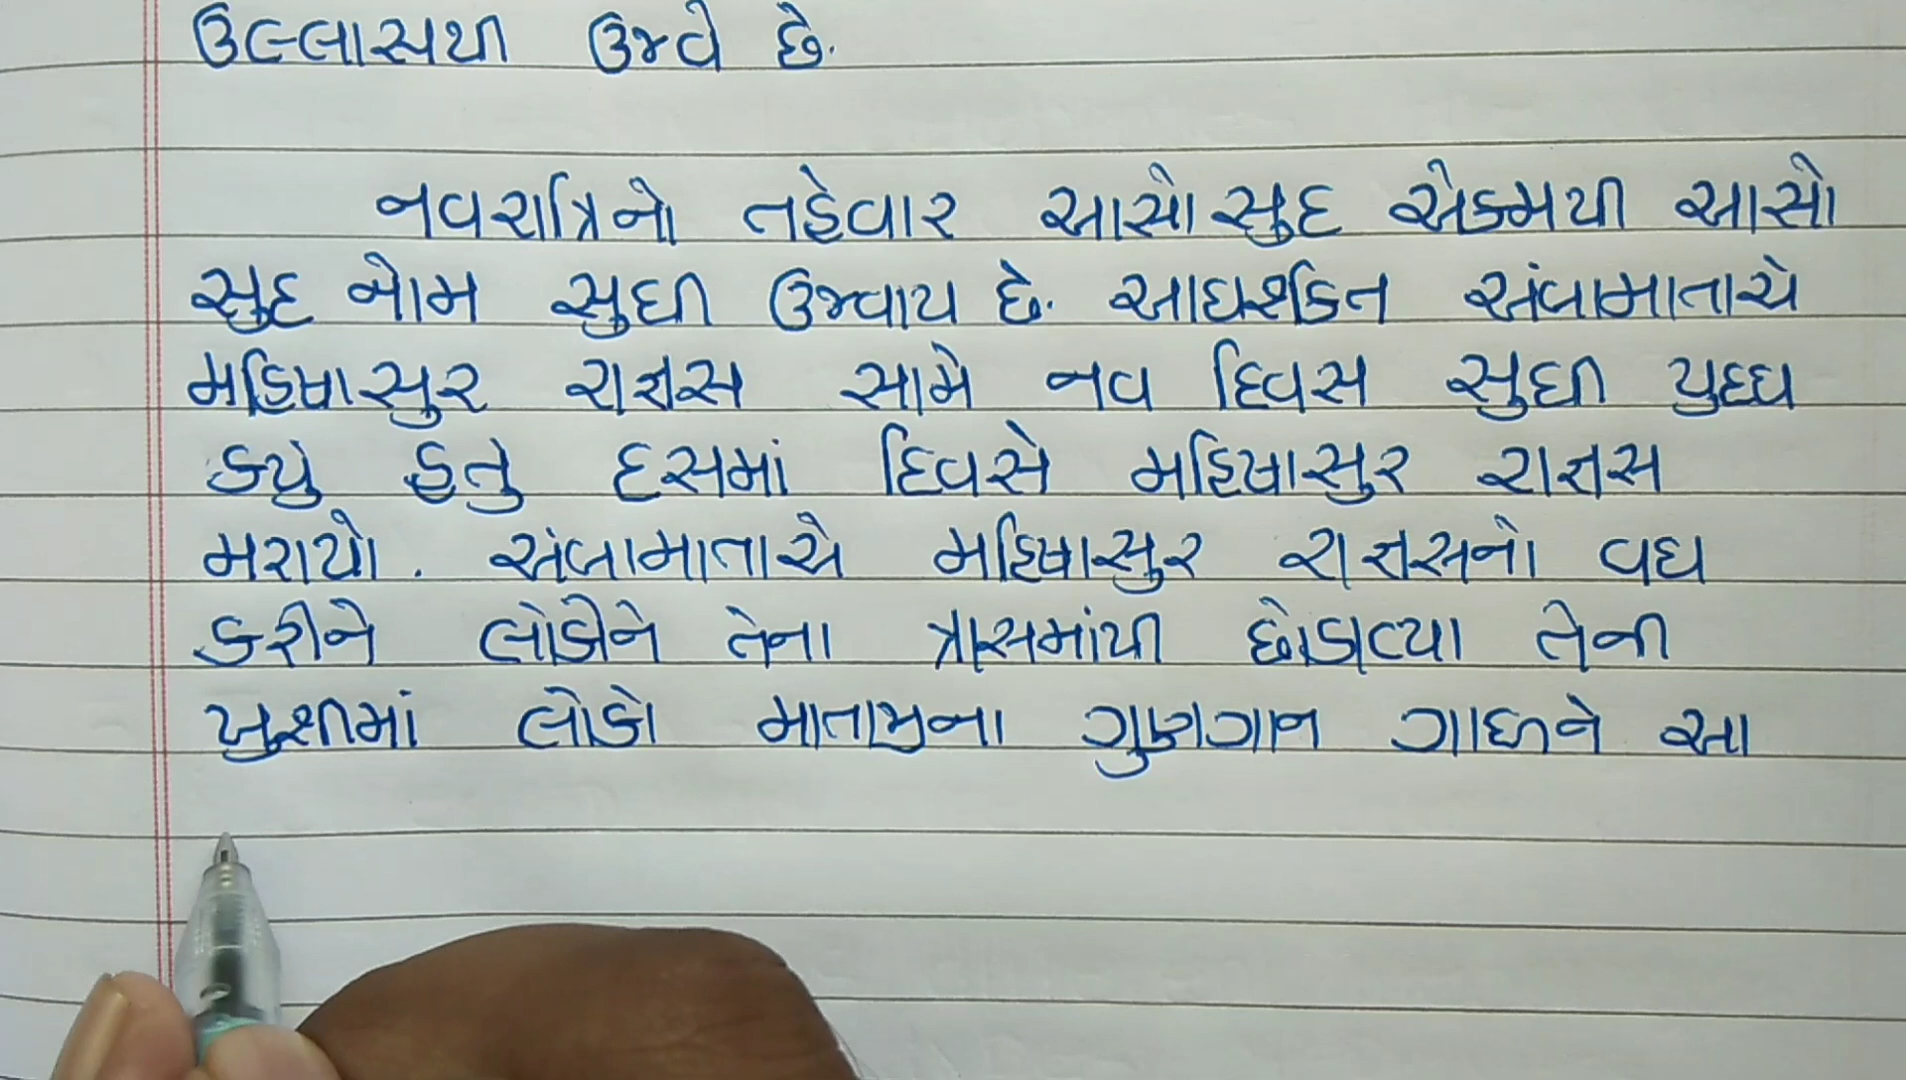 ઉલ્લાસથી ઉજવે છે.
નવરાત્રિનો તહેવાર આસો સુદ એકમથી આસો
સુદ નોમ સુધી ઉજવાય છે. આદ્યશક્તિ અંબામાતાએ
મહિષાસુર રાક્ષસ સામે નવ દિવસ સુધી યુધ્ધ
કર્યું હતુ દસમાં દિવસે મહિષાસુર રાક્ષસ
મરાયો. અંબામાતાએ મહિષાસુર રાક્ષસનો વધ
કરીને લોકોને તેના ત્રાસમાંથી છોડાવ્યા તેની
ખુશીમાં લોકો માતાજીના ગુણગાન ગાઈને આ